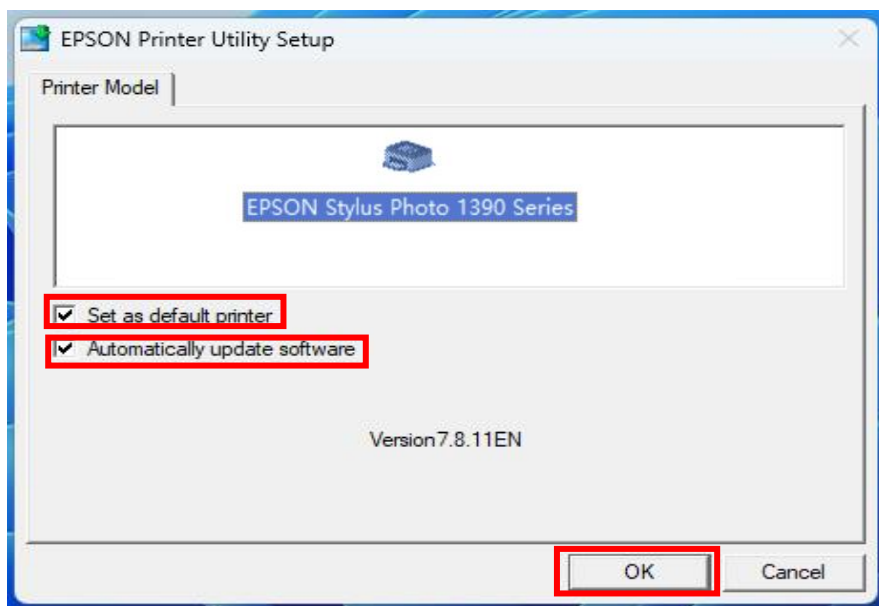 EPSON Printer Utility Setup
Printer Model
EPSON Stylus Photo 1390 Series
Set as default printer
Automatically update software
Version7.8.11EN
OK
Cancel